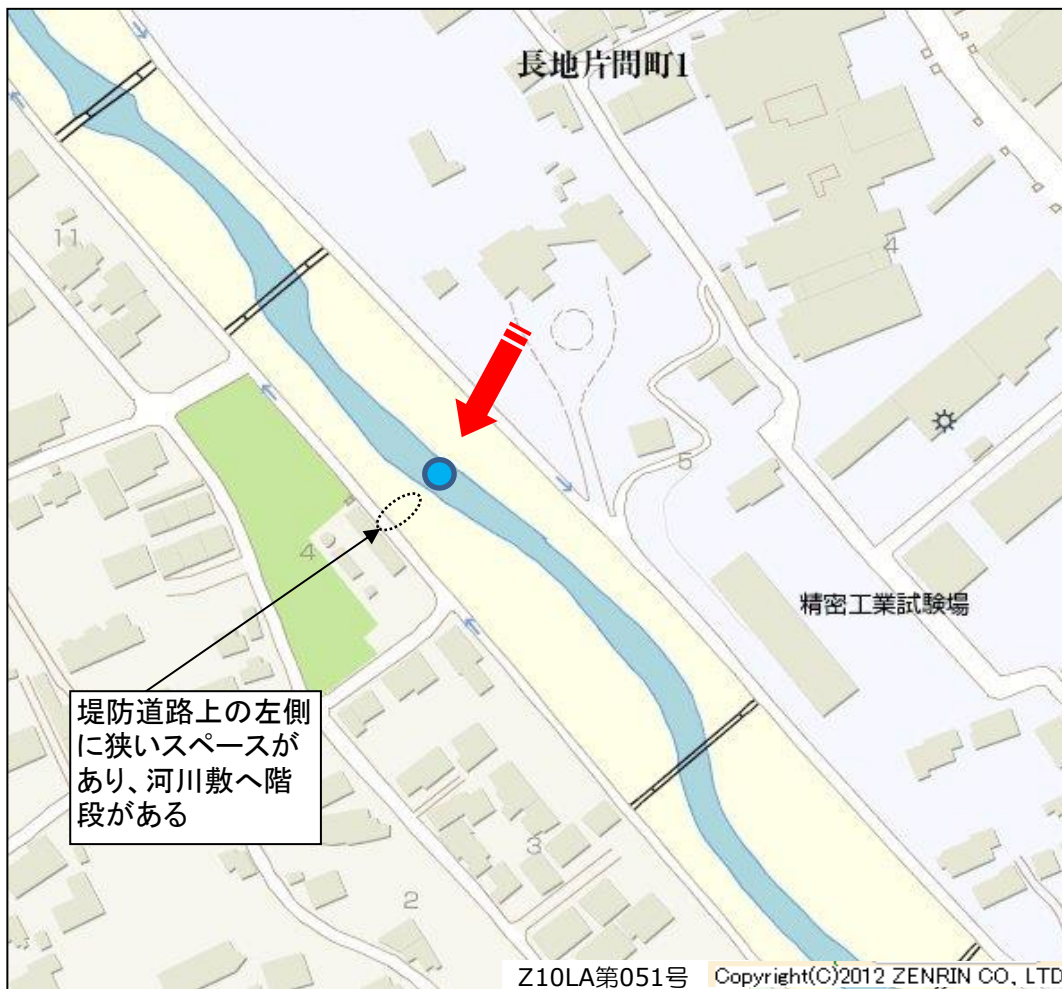 長地片間町1
11
4
4
5
精密工業試験場
堤防道路上の左側
に狭いスペースが
あり、河川敷へ階
段がある
3
2
Z10LA第051号 Copyright(C)2012 ZENRIN CO., LTD